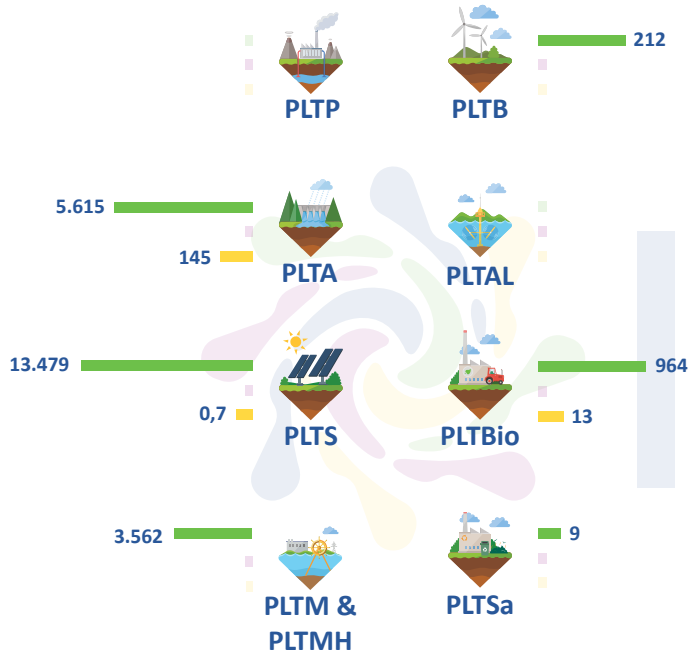 212
PLTP
PLTB
5.615
145
PLTA
PLTAL
13.479
964
0,7
13
PLTS
PLTBio
3.562
9
PLTM &
PLTMH
PLTSa